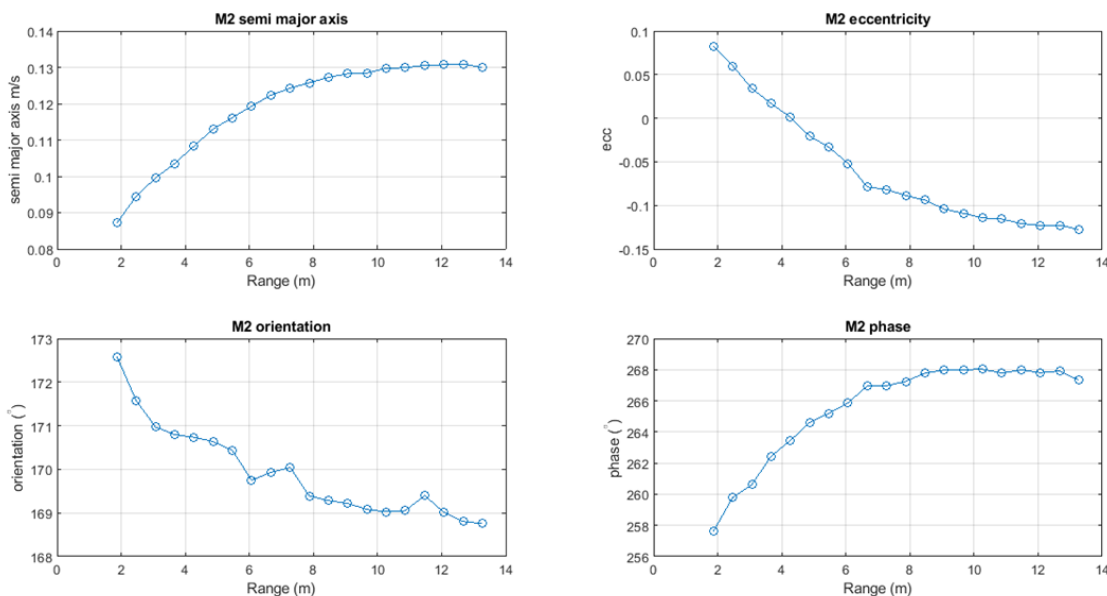 M2 semi major axis
semi major axis m/s
0.14
0.13
0.12
0.11
0.1
0.09
0.08
0 2 4 6 8 10 12 14
Range (m)
M2 eccentricity
ecc
0.1
0.05
0
-0.05
-0.1
-0.15
0 2 4 6 8 10 12 14
Range (m)
M2 orientation
orientation (°)
173
172
171
170
169
168
0 2 4 6 8 10 12 14
Range (m)
M2 phase
phase (°)
270
268
266
264
262
260
258
256
0 2 4 6 8 10 12 14
Range (m)